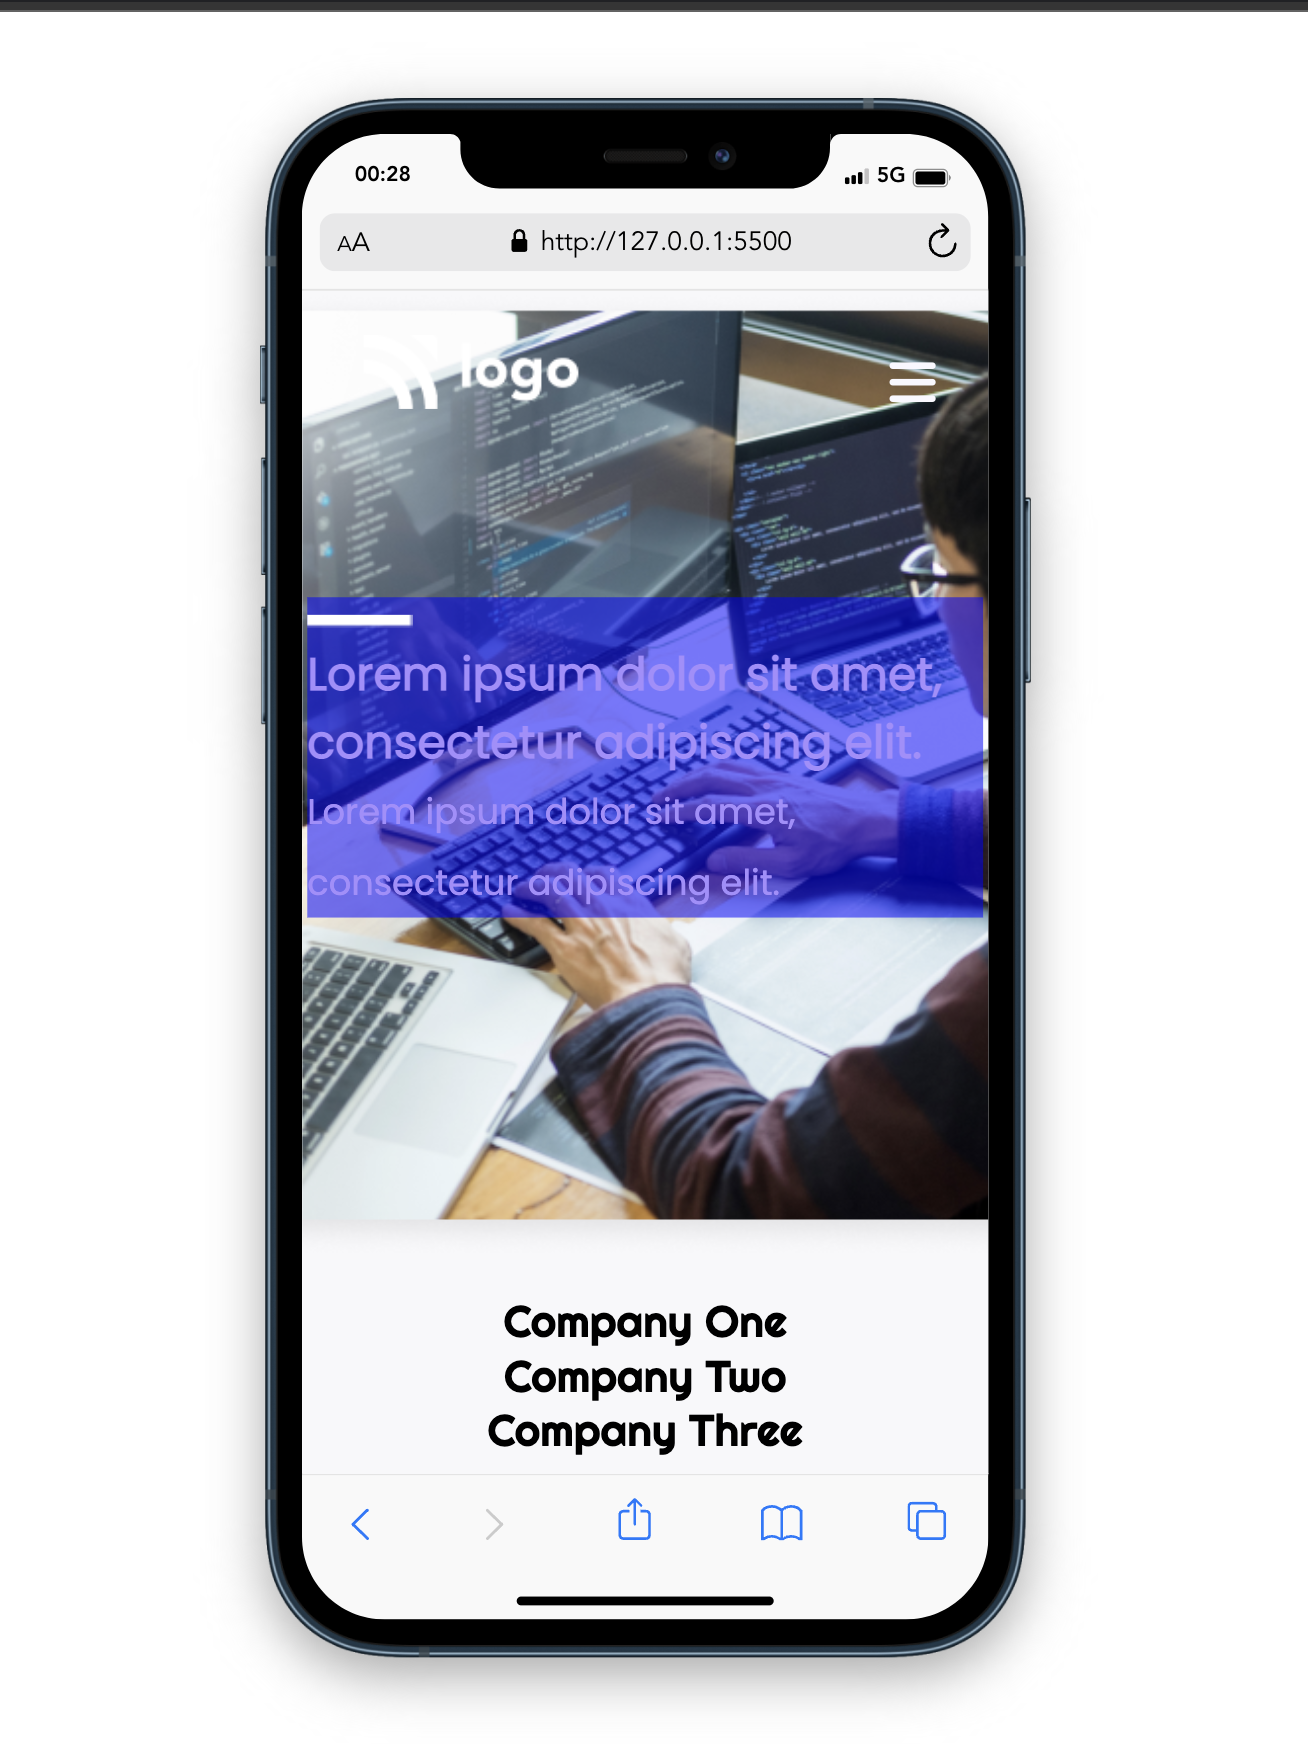 00:28
5G
AA
http://127.0.0.1:5500
logo
Lorem ipsum dolor sit amet,
consectetur adipiscing elit.
Lorem ipsum dolor sit amet,
consectetur adipiscing elit.
Company One
Company Two
Company Three